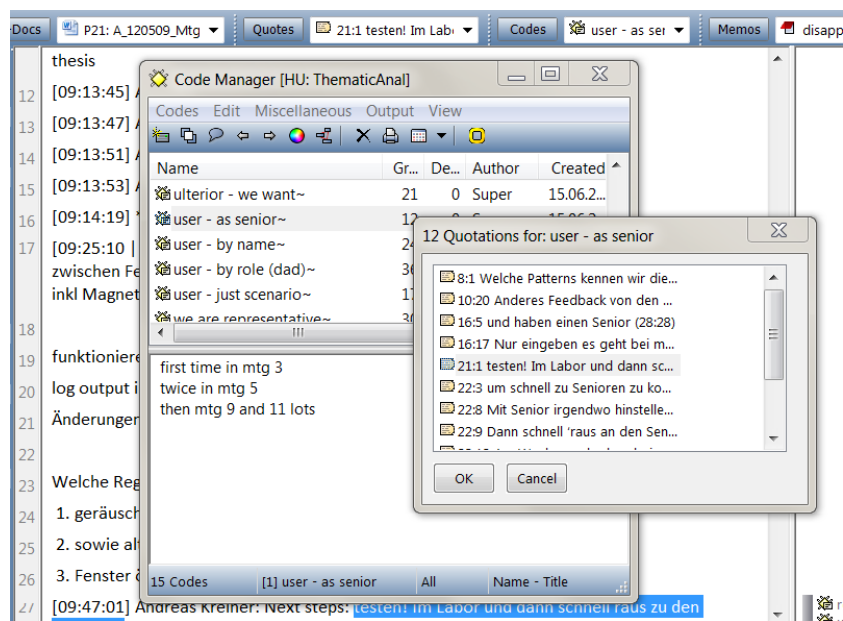 Docs P21: A_120509_Mtg Quotes 21:1 testen! Im Lab Codes user - as ser Memos disapp
thesis
12 [09:13:45]
13 [09:13:47]
14 [09:13:51]
15 [09:13:53]
16 [09:14:19] *
17 [09:25:10 |
zwischen Fe
inkl Magnet
18
19 funktioniere
20 log output i
21 Änderunger
22
23 Welche Reg
24 1. geräusch
25 2. sowie al
26 3. Fenster
27 [09:47:01] Andreas Kreiner: Next steps: testen! Im Labor und dann schnell raus zu den
Code Manager [HU: ThematicAnal]
Codes Edit Miscellaneous Output View
Name Gr... De... Author Created
ulterior - we want~ 21 0 Super 15.06.2...
user - as senior~ 12
user - by name~ 24
user - by role (dad)~ 36
user - just scenario~ 17
we are representative~ 30
first time in mtg 3
twice in mtg 5
then mtg 9 and 11 lots
15 Codes [1] user - as senior All Name - Title
12 Quotations for: user - as senior
8:1 Welche Patterns kennen wir die...
10:20 Anderes Feedback von den ...
16:5 und haben einen Senior (28:28)
16:17 Nur eingeben es geht bei m...
21:1 testen! Im Labor und dann sc...
22:3 um schnell zu Senioren zu ko...
22:8 Mit Senior irgendwo hinstelle...
22:9 Dann schnell 'raus an den Sen...
OK Cancel